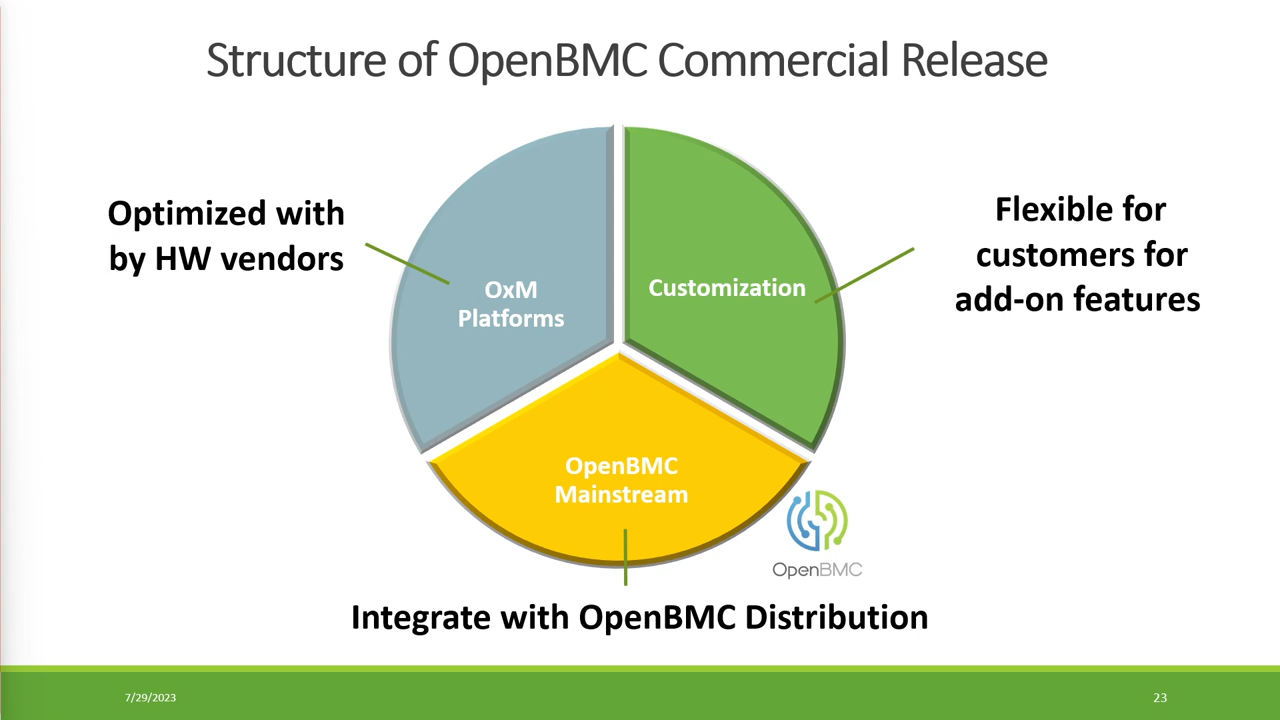 Structure of OpenBMC Commercial Release
Optimized with
by HW vendors
OxM
Platforms
Customization
Flexible for
customers for
add-on features
OpenBMC
Mainstream
OpenBMC
Integrate with OpenBMC Distribution
7/29/2023
23